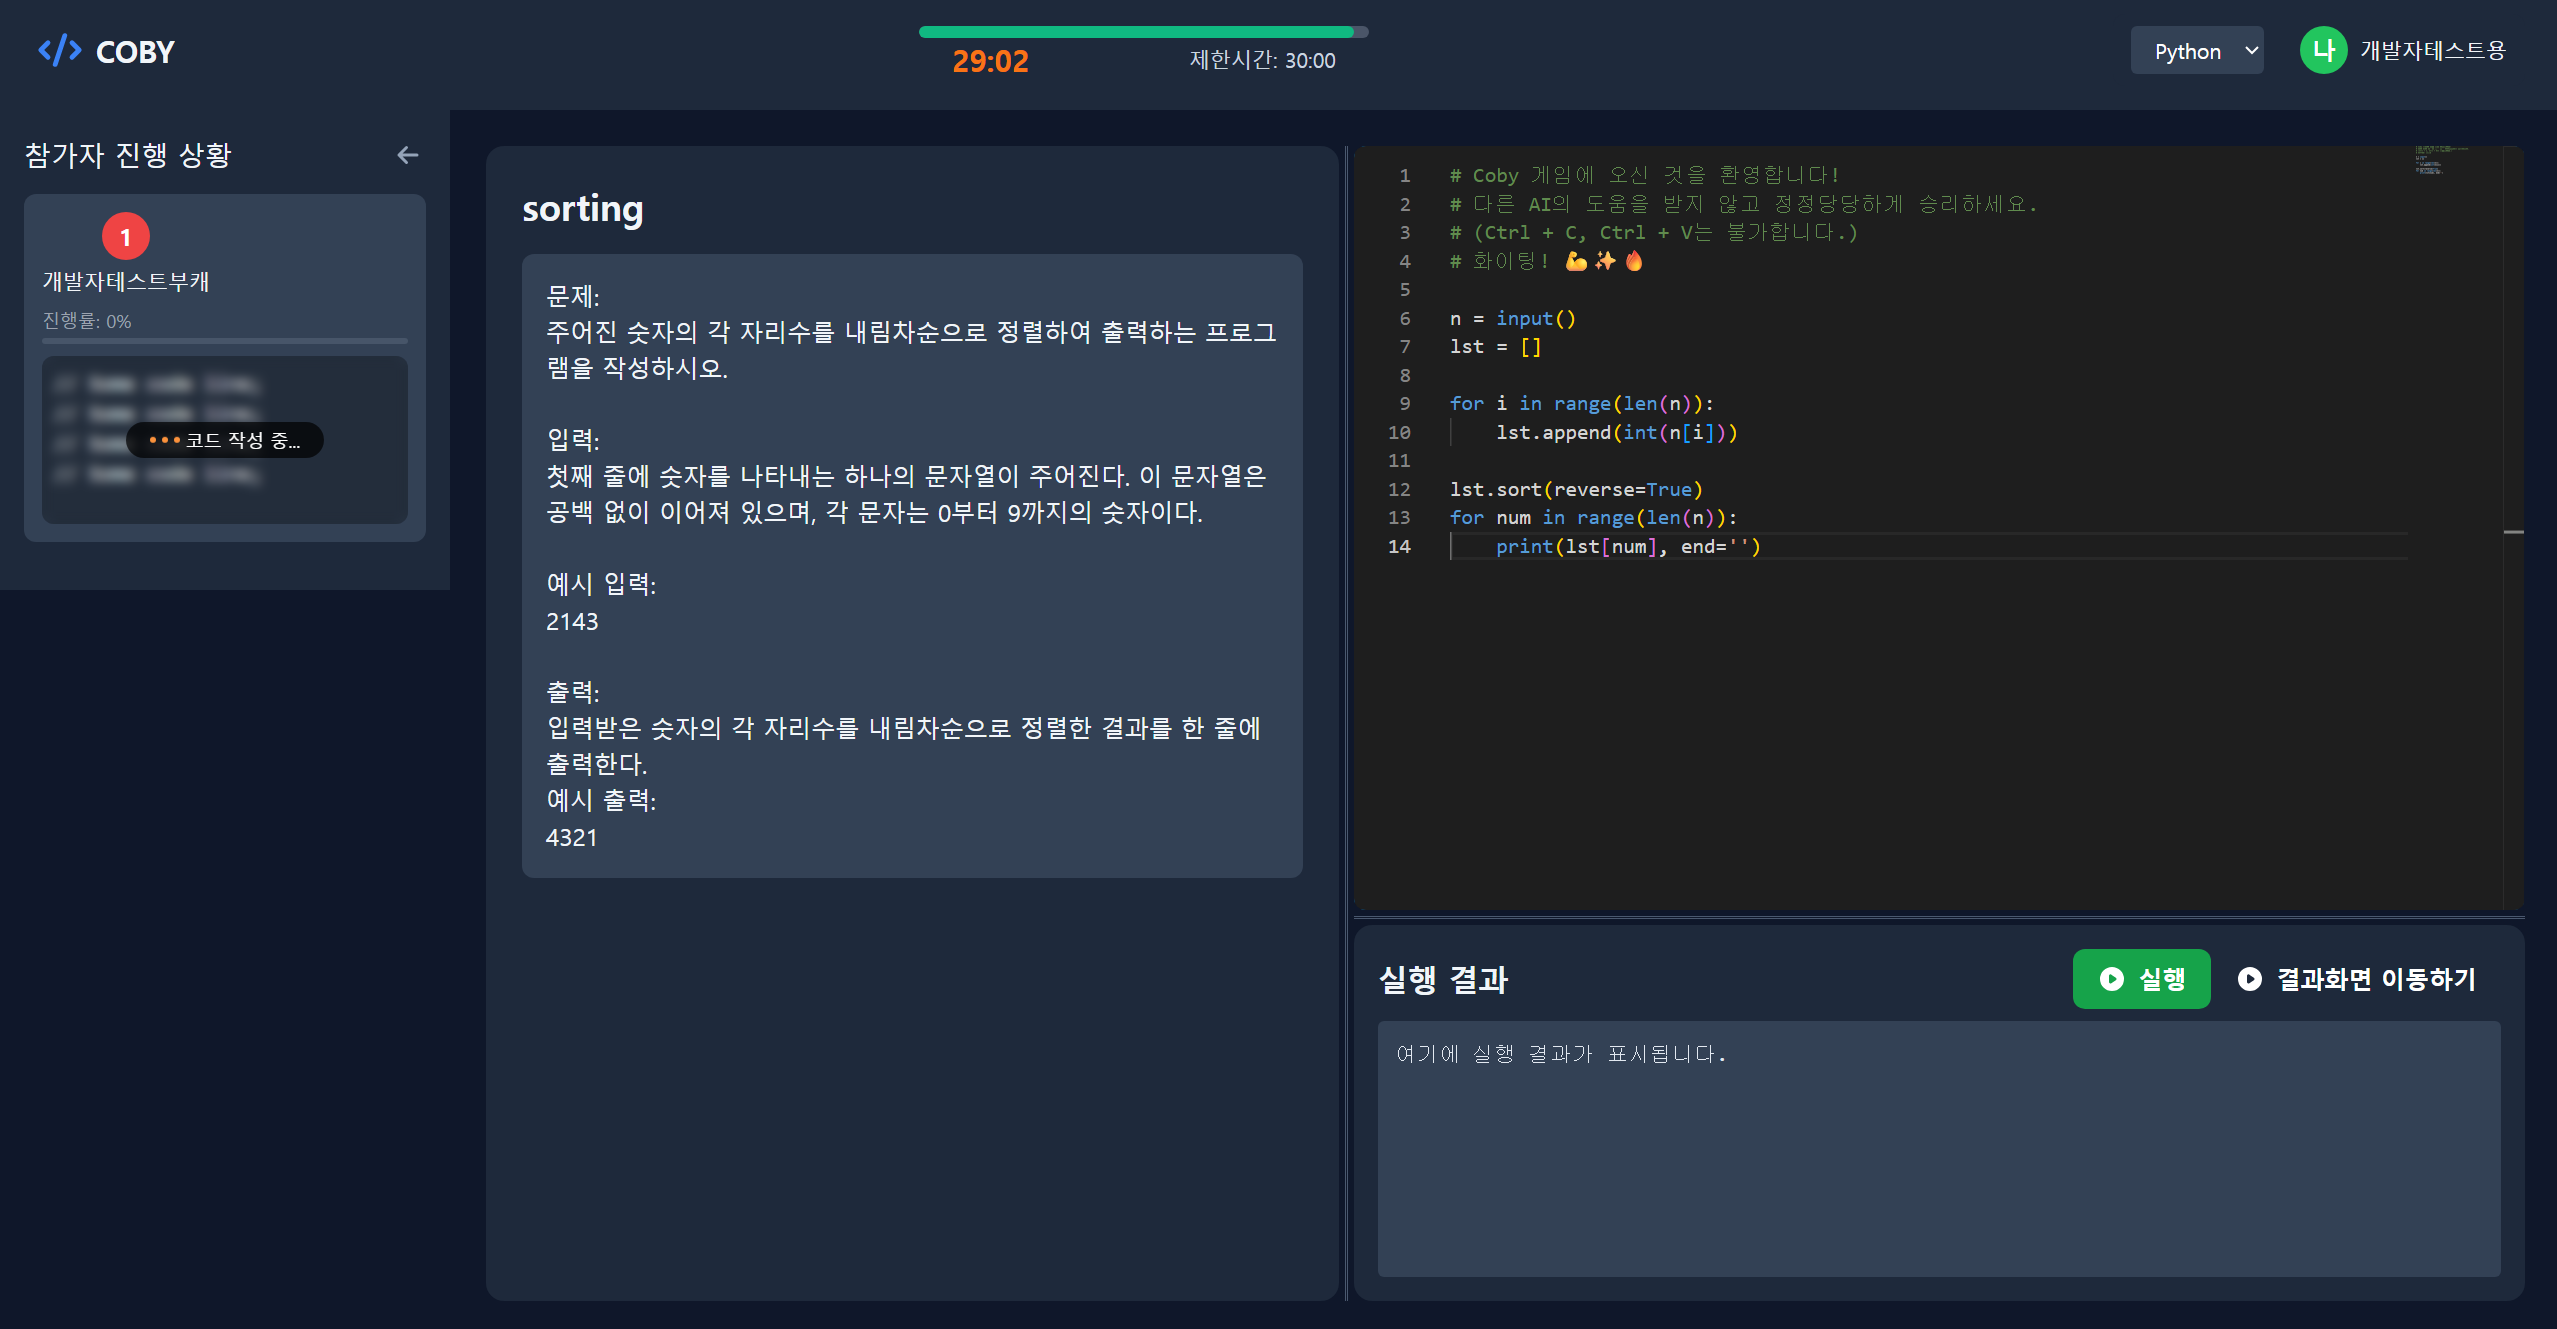 COBY
29:02
제한시간: 30:00
Python
나
개발자테스트용
참가자 진행 상황
1
개발자테스트부캐
진행률: 0%
코드 작성 중...
sorting
문제:
주어진 숫자의 각 자리수를 내림차순으로 정렬하여 출력하는 프로그
램을 작성하시오.
입력:
첫째 줄에 숫자를 나타내는 하나의 문자열이 주어진다. 이 문자열은
공백 없이 이어져 있으며, 각 문자는 0부터 9까지의 숫자이다.
예시 입력:
2143
출력:
입력받은 숫자의 각 자리수를 내림차순으로 정렬한 결과를 한 줄에
출력한다.
예시 출력:
4321
1 # Coby 게임에 오신 것을 환영합니다!
2 # 다른 AI의 도움을 받지 않고 정정당당하게 승리하세요.
3 # (Ctrl + C, Ctrl + V는 불가합니다.)
4 # 화이팅! 💪✨🔥
5
6 n = input()
7 lst = []
8
9 for i in range(len(n)):
10     lst.append(int(n[i]))
11
12 lst.sort(reverse=True)
13 for num in range(len(n)):
14     print(lst[num], end='')
실행 결과
실행
결과화면 이동하기
여기에 실행 결과가 표시됩니다.